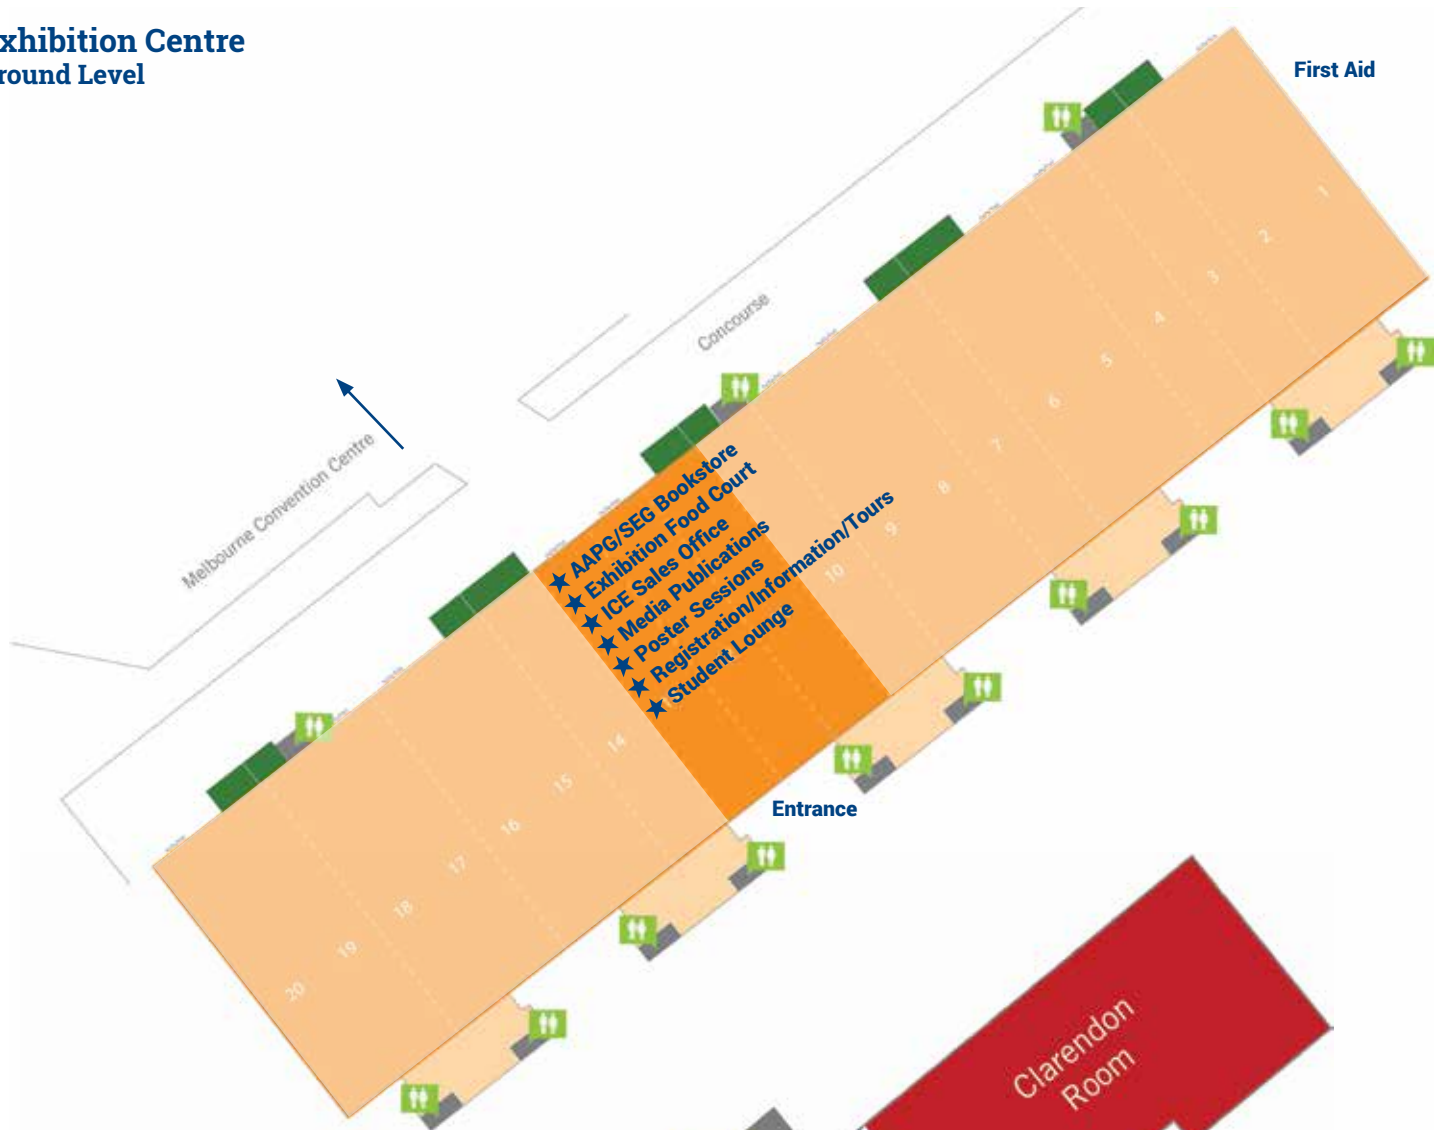 xhibition Centre
round Level
First Aid
Concourse
Melbourne Convention Centre
AAPG/SEG Bookstore
Exhibition Food Court
ICE Sales Office
Media Publications
Poster Sessions
Registration/Information/Tours
Student Lounge
Entrance
1
2
3
4
5
6
7
8
9
10
14
15
16
17
18
19
20
Clarendon
Room